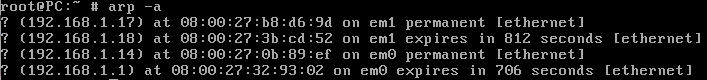 root@PC:~ # arp -a
? (192.168.1.17) at 08:00:27:b8:d6:9d on em1 permanent [ethernet]
? (192.168.1.18) at 08:00:27:3b:cd:52 on em1 expires in 812 seconds [ethernet]
? (192.168.1.14) at 08:00:27:0b:89:ef on em0 permanent [ethernet]
? (192.168.1.1) at 08:00:27:32:93:02 on em0 expires in 706 seconds [ethernet]